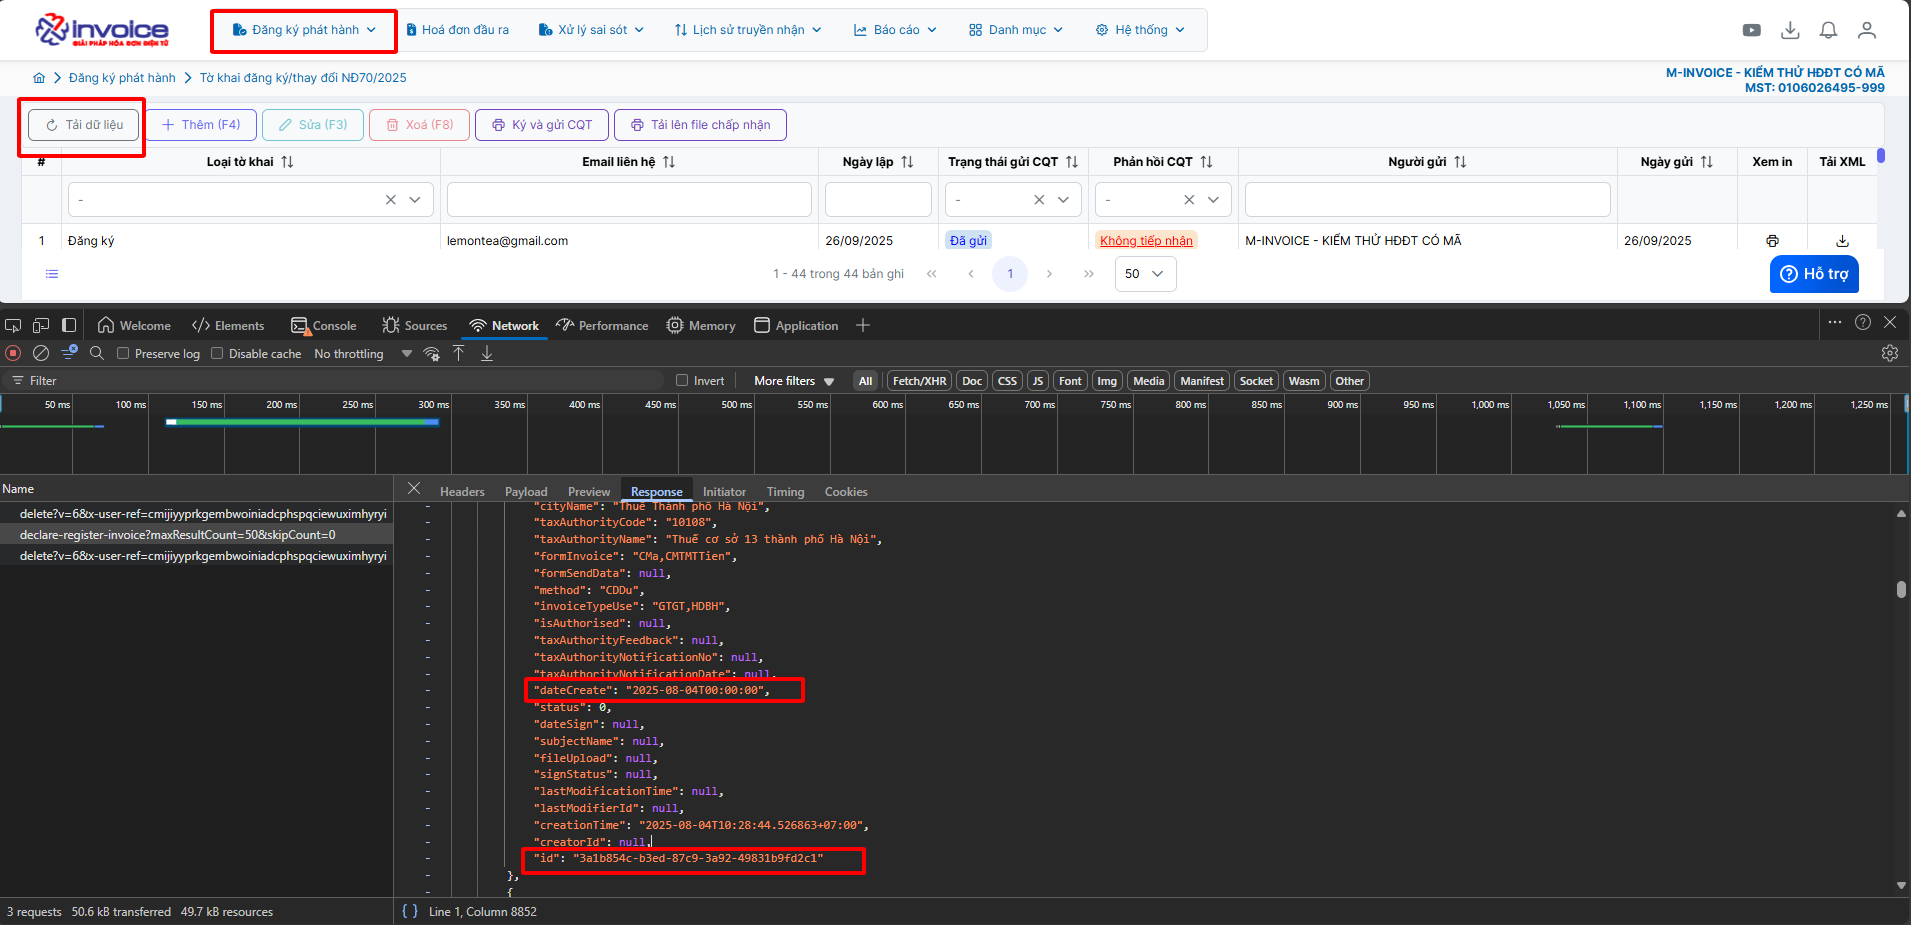 invoice
GIẢI PHÁP HÓA ĐƠN ĐIỆN TỬ
Đăng ký phát hành
Hoá đơn đầu ra
Xử lý sai sót
Lịch sử truyền nhận
Báo cáo
Danh mục
Hệ thống
Đăng ký phát hành
Tờ khai đăng ký/thay đổi NĐ70/2025
M-INVOICE - KIỂM THỬ HĐĐT CÓ MÃ
MST: 0106026495-999
Tải dữ liệu
Thêm (F4)
Sửa (F3)
Xoá (F8)
Ký và gửi CQT
Tải lên file chấp nhận
# Loại tờ khai Email liên hệ Ngày lập Trạng thái gửi CQT Phản hồi CQT Người gửi Ngày gửi Xem in Tải XML
- - -
1 Đăng ký lemontea@gmail.com 26/09/2025 Đã gửi Không tiếp nhận M-INVOICE - KIỂM THỬ HĐĐT CÓ MÃ 26/09/2025
1 - 44 trong 44 bản ghi « ‹ 1 › » 50
Hỗ trợ
Welcome Elements Console Sources Network Performance Memory Application
Preserve log Disable cache No throttling
Filter Invert More filters All Fetch/XHR Doc CSS JS Font Img Media Manifest Socket Wasm Other
50 ms 100 ms 150 ms 200 ms 250 ms 300 ms 350 ms 400 ms 450 ms 500 ms 550 ms 600 ms 650 ms 700 ms 750 ms 800 ms 850 ms 900 ms 950 ms 1,000 ms 1,050 ms 1,100 ms 1,150 ms 1,200 ms 1,250 ms
Name
delete?v=6&x-user-ref=cmijiyyprkgembwoiniadcphspqciewuximhyryi
declare-register-invoice?maxResultCount=50&skipCount=0
delete?v=6&x-user-ref=cmijiyyprkgembwoiniadcphspqciewuximhyryi
Headers Payload Preview Response Initiator Timing Cookies
"cityName": "Thuế Thành phố Hà Nội",
"taxAuthorityCode": "10108",
"taxAuthorityName": "Thuế cơ sở 13 thành phố Hà Nội",
"formInvoice": "CMa,CMTMTTien",
"formSendData": null,
"method": "CDDu",
"invoiceTypeUse": "GTGT,HDBH",
"isAuthorised": null,
"taxAuthorityFeedback": null,
"taxAuthorityNotificationNo": null,
"taxAuthorityNotificationDate": null,
"dateCreate": "2025-08-04T00:00:00",
"status": 0,
"dateSign": null,
"subjectName": null,
"fileUpload": null,
"signStatus": null,
"lastModificationTime": null,
"lastModifierId": null,
"creationTime": "2025-08-04T10:28:44.526863+07:00",
"creatorId": null,
"id": "3a1b854c-b3ed-87c9-3a92-49831b9fd2c1"
},
{
3 requests 50.6 kB transferred 49.7 kB resources
{ } Line 1, Column 8852